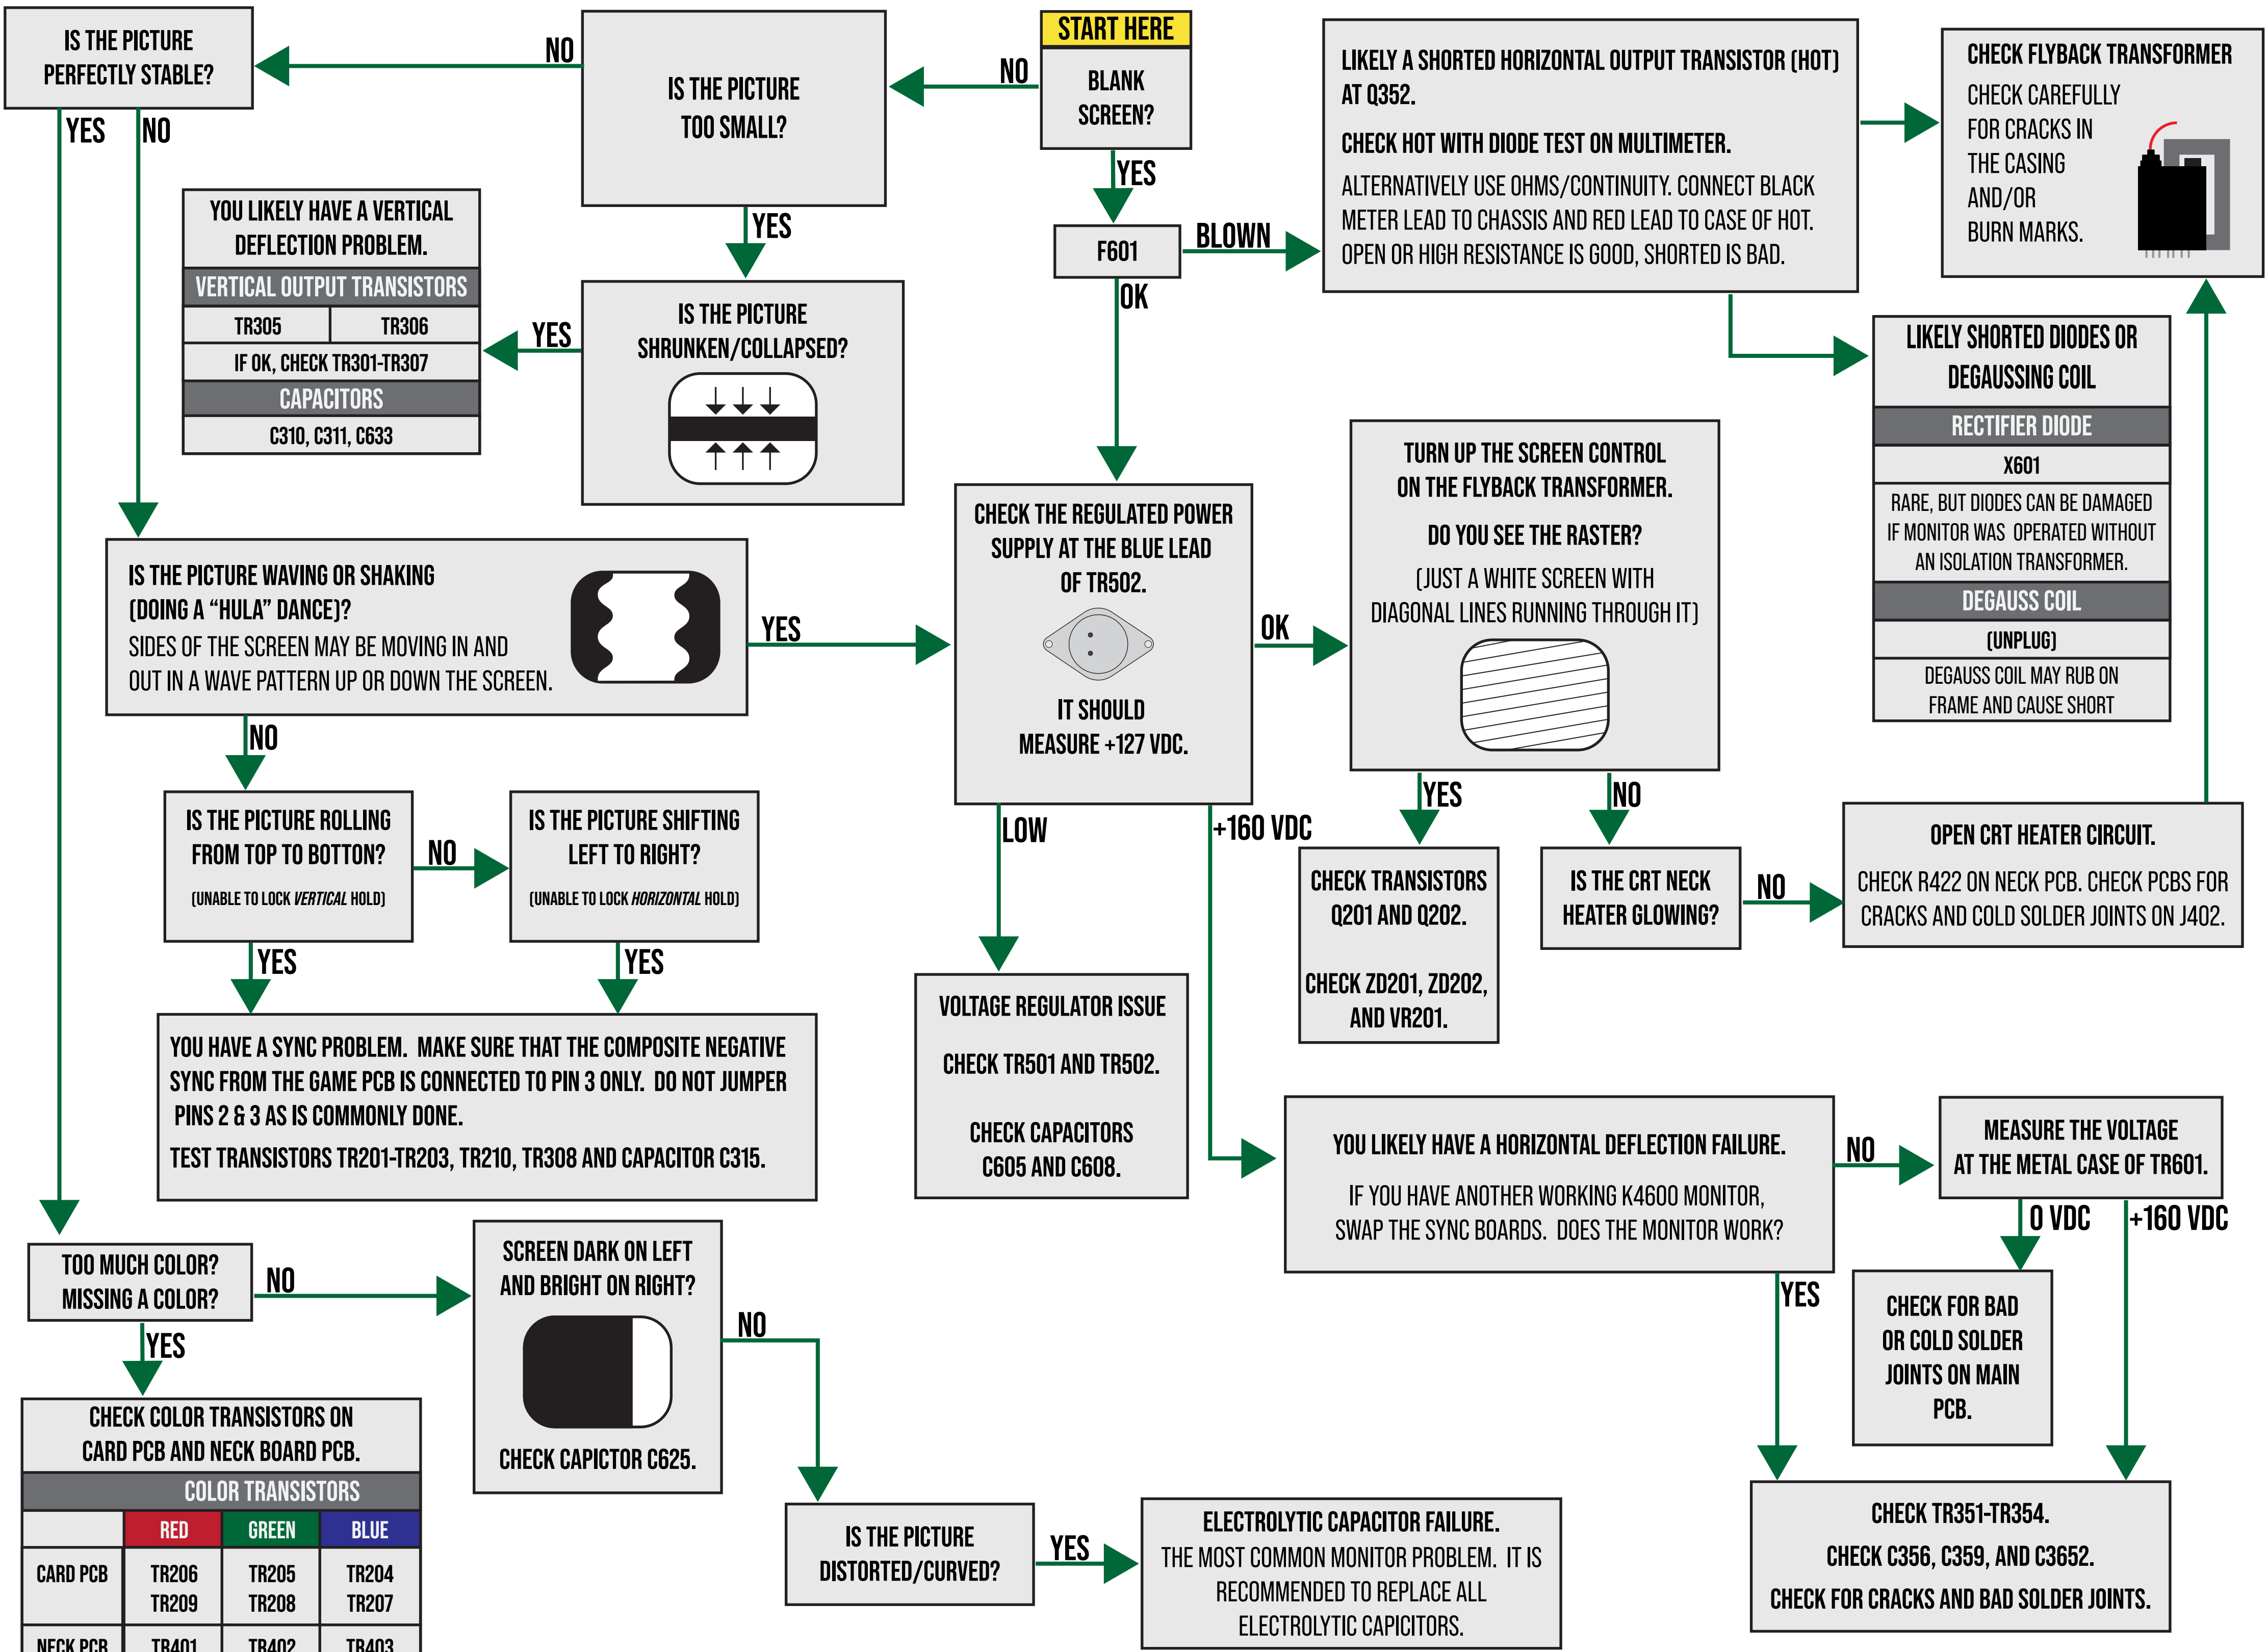 START HERE
BLANK
SCREEN?
NO
YES
IS THE PICTURE
TOO SMALL?
NO
YES
IS THE PICTURE
PERFECTLY STABLE?
YES
NO
F601
BLOWN
OK
LIKELY A SHORTED HORIZONTAL OUTPUT TRANSISTOR (HOT)
AT Q352.
CHECK HOT WITH DIODE TEST ON MULTIMETER.
ALTERNATIVELY USE OHMS/CONTINUITY. CONNECT BLACK
METER LEAD TO CHASSIS AND RED LEAD TO CASE OF HOT.
OPEN OR HIGH RESISTANCE IS GOOD, SHORTED IS BAD.
CHECK FLYBACK TRANSFORMER
CHECK CAREFULLY
FOR CRACKS IN
THE CASING
AND/OR
BURN MARKS.
YOU LIKELY HAVE A VERTICAL
DEFLECTION PROBLEM.
VERTICAL OUTPUT TRANSISTORS
TR305 TR306
IF OK, CHECK TR301-TR307
CAPACITORS
C310, C311, C633
YES
IS THE PICTURE
SHRUNKEN/COLLAPSED?
LIKELY SHORTED DIODES OR
DEGAUSSING COIL
RECTIFIER DIODE
X601
RARE, BUT DIODES CAN BE DAMAGED
IF MONITOR WAS OPERATED WITHOUT
AN ISOLATION TRANSFORMER.
DEGAUSS COIL
(UNPLUG)
DEGAUSS COIL MAY RUB ON
FRAME AND CAUSE SHORT
CHECK THE REGULATED POWER
SUPPLY AT THE BLUE LEAD
OF TR502.
IT SHOULD
MEASURE +127 VDC.
OK
LOW
+160 VDC
TURN UP THE SCREEN CONTROL
ON THE FLYBACK TRANSFORMER.
DO YOU SEE THE RASTER?
(JUST A WHITE SCREEN WITH
DIAGONAL LINES RUNNING THROUGH IT)
YES
NO
IS THE PICTURE WAVING OR SHAKING
(DOING A “HULA” DANCE)?
SIDES OF THE SCREEN MAY BE MOVING IN AND
OUT IN A WAVE PATTERN UP OR DOWN THE SCREEN.
YES
NO
IS THE PICTURE ROLLING
FROM TOP TO BOTTON?
(UNABLE TO LOCK VERTICAL HOLD)
NO
YES
IS THE PICTURE SHIFTING
LEFT TO RIGHT?
(UNABLE TO LOCK HORIZONTAL HOLD)
YES
CHECK TRANSISTORS
Q201 AND Q202.
CHECK ZD201, ZD202,
AND VR201.
IS THE CRT NECK
HEATER GLOWING?
NO
OPEN CRT HEATER CIRCUIT.
CHECK R422 ON NECK PCB. CHECK PCBS FOR
CRACKS AND COLD SOLDER JOINTS ON J402.
YOU HAVE A SYNC PROBLEM. MAKE SURE THAT THE COMPOSITE NEGATIVE
SYNC FROM THE GAME PCB IS CONNECTED TO PIN 3 ONLY. DO NOT JUMPER
PINS 2 & 3 AS IS COMMONLY DONE.
TEST TRANSISTORS TR201-TR203, TR210, TR308 AND CAPACITOR C315.
VOLTAGE REGULATOR ISSUE
CHECK TR501 AND TR502.
CHECK CAPACITORS
C605 AND C608.
YOU LIKELY HAVE A HORIZONTAL DEFLECTION FAILURE.
IF YOU HAVE ANOTHER WORKING K4600 MONITOR,
SWAP THE SYNC BOARDS. DOES THE MONITOR WORK?
NO
YES
MEASURE THE VOLTAGE
AT THE METAL CASE OF TR601.
0 VDC
+160 VDC
CHECK FOR BAD
OR COLD SOLDER
JOINTS ON MAIN
PCB.
CHECK TR351-TR354.
CHECK C356, C359, AND C3652.
CHECK FOR CRACKS AND BAD SOLDER JOINTS.
TOO MUCH COLOR?
MISSING A COLOR?
NO
YES
SCREEN DARK ON LEFT
AND BRIGHT ON RIGHT?
CHECK CAPICTOR C625.
NO
CHECK COLOR TRANSISTORS ON
CARD PCB AND NECK BOARD PCB.
COLOR TRANSISTORS
RED GREEN BLUE
CARD PCB TR206 TR205 TR204
TR209 TR208 TR207
NECK PCB TR401 TR402 TR403
IS THE PICTURE
DISTORTED/CURVED?
YES
ELECTROLYTIC CAPACITOR FAILURE.
THE MOST COMMON MONITOR PROBLEM. IT IS
RECOMMENDED TO REPLACE ALL
ELECTROLYTIC CAPICITORS.